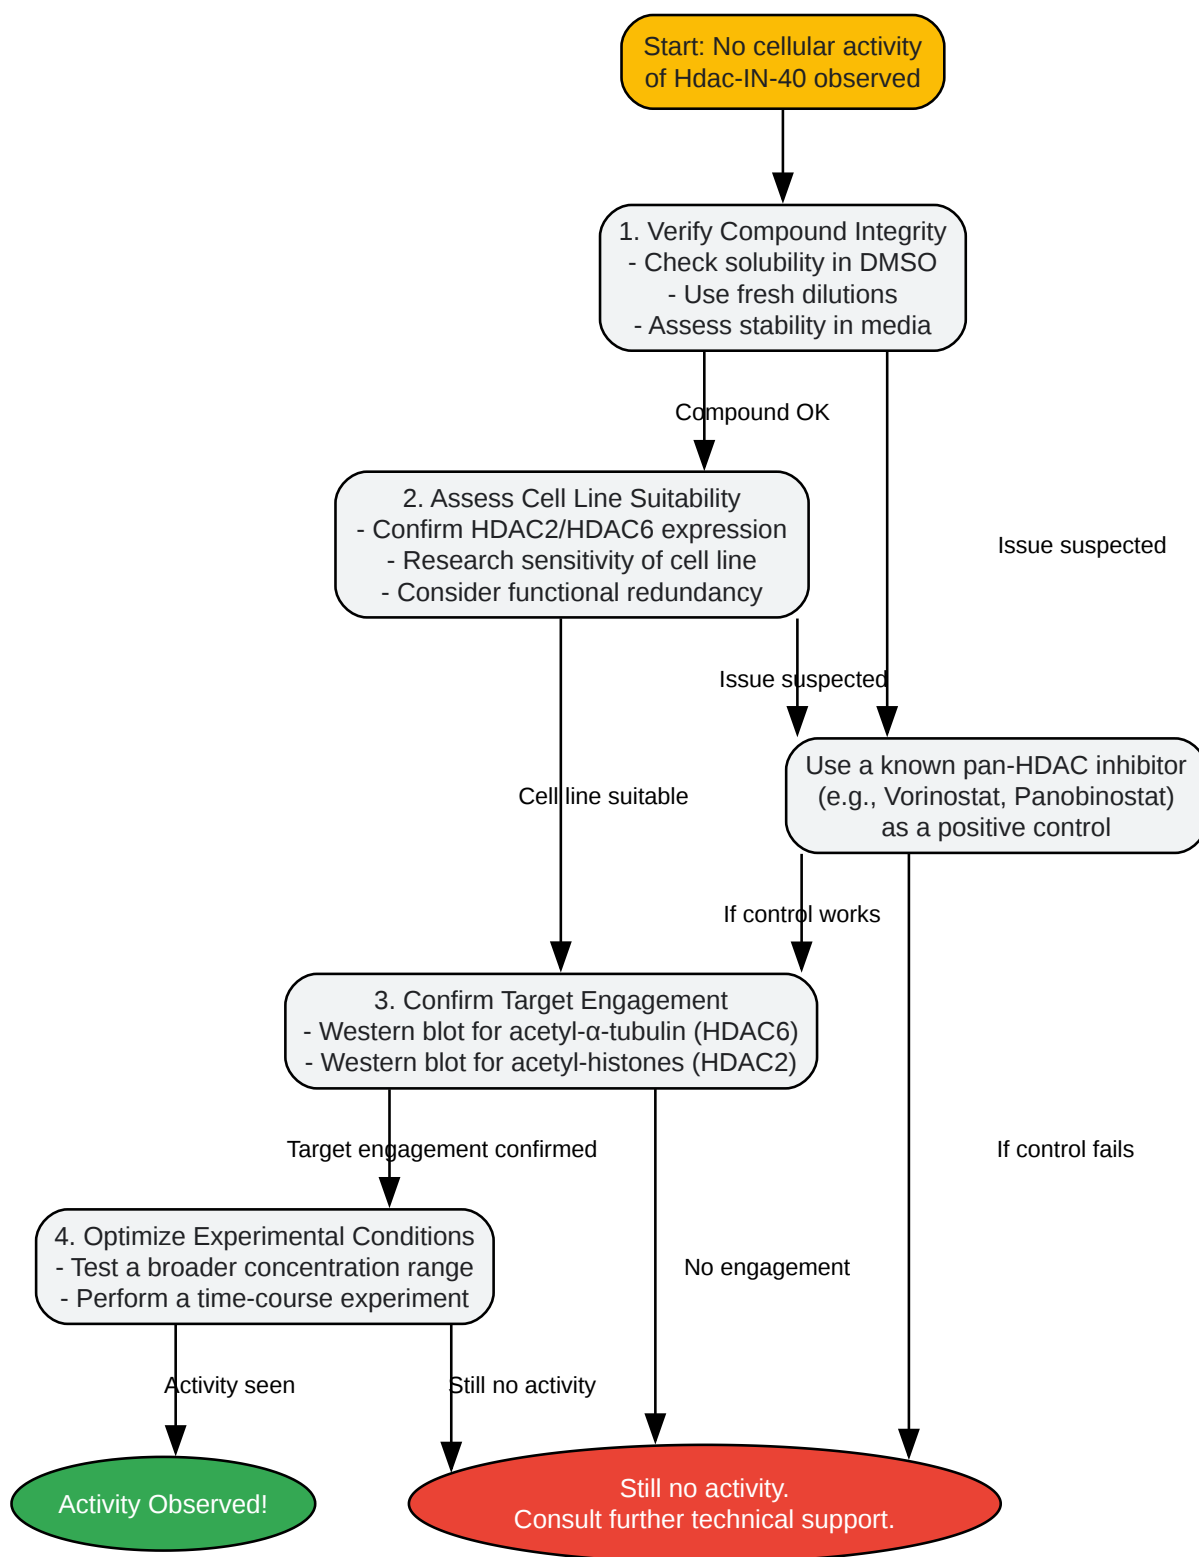 Start: No cellular activity
of Hdac-IN-40 observed
1. Verify Compound Integrity
- Check solubility in DMSO
- Use fresh dilutions
- Assess stability in media
Compound OK
2. Assess Cell Line Suitability
- Confirm HDAC2/HDAC6 expression
- Research sensitivity of cell line
- Consider functional redundancy
Issue suspected
Issue suspected
Use a known pan-HDAC inhibitor
(e.g., Vorinostat, Panobinostat)
as a positive control
Cell line suitable
If control works
3. Confirm Target Engagement
- Western blot for acetyl-α-tubulin (HDAC6)
- Western blot for acetyl-histones (HDAC2)
Target engagement confirmed
If control fails
4. Optimize Experimental Conditions
- Test a broader concentration range
- Perform a time-course experiment
No engagement
Activity seen
Still no activity
Activity Observed!
Still no activity.
Consult further technical support.